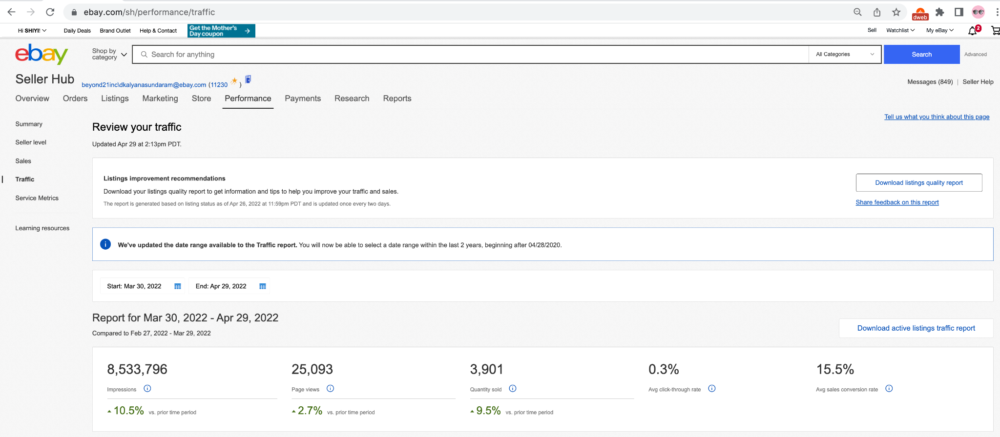 ebay.com/sh/performance/traffic
dweb
Hi SHIYI!
Daily Deals
Brand Outlet
Help & Contact
Get the Mother's
Day coupon
Sell
Watchlist
My eBay
2
ebay
Shop by
category
Search for anything
All Categories
Search
Advanced
Seller Hub
beyond21inc\dkalyanasundaram@ebay.com (11230 )
Messages (849) | Seller Help
Overview
Orders
Listings
Marketing
Store
Performance
Payments
Research
Reports
Tell us what you think about this page
Summary
Seller level
Sales
Traffic
Service Metrics
Learning resources
Review your traffic
Updated Apr 29 at 2:13pm PDT.
Listings improvement recommendations
Download your listings quality report to get information and tips to help you improve your traffic and sales.
The report is generated based on listing status as of Apr 26, 2022 at 11:59pm PDT and is updated once every two days.
Download listings quality report
Share feedback on this report
We've updated the date range available to the Traffic report. You will now be able to select a date range within the last 2 years, beginning after 04/28/2020.
Start: Mar 30, 2022
End: Apr 29, 2022
Report for Mar 30, 2022 - Apr 29, 2022
Compared to Feb 27, 2022 - Mar 29, 2022
Download active listings traffic report
8,533,796
Impressions
10.5% vs. prior time period
25,093
Page views
2.7% vs. prior time period
3,901
Quantity sold
9.5% vs. prior time period
0.3%
Avg click-through rate
15.5%
Avg sales conversion rate